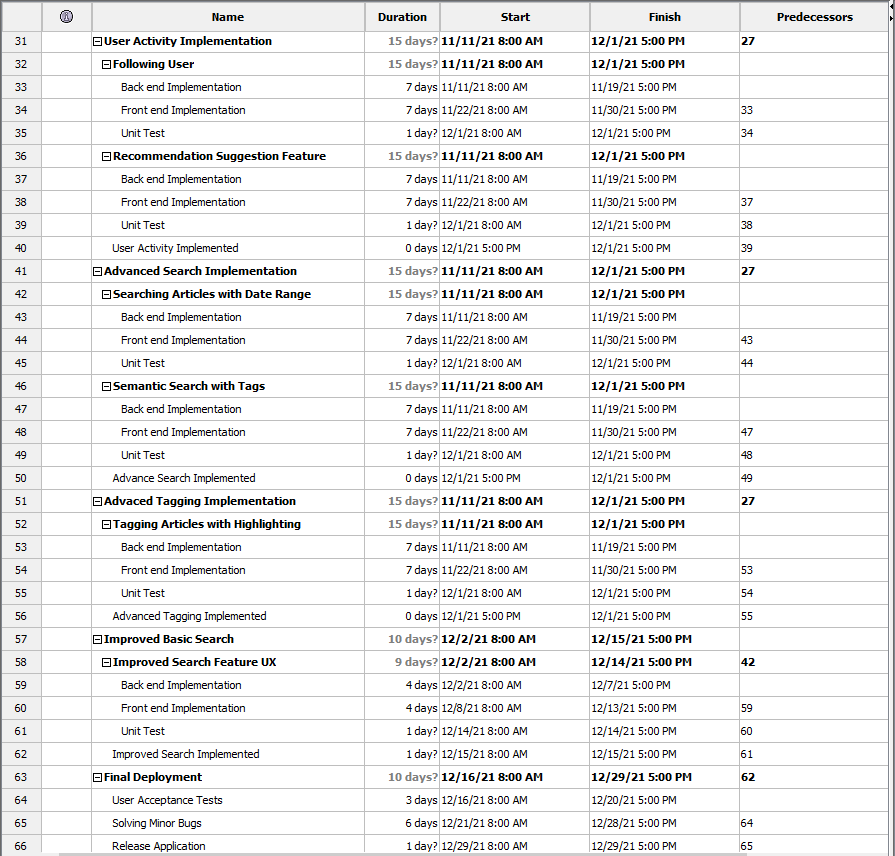 Name Duration Start Finish Predecessors
31 User Activity Implementation 15 days? 11/11/21 8:00 AM 12/1/21 5:00 PM 27
32 Following User 15 days? 11/11/21 8:00 AM 12/1/21 5:00 PM
33 Back end Implementation 7 days 11/11/21 8:00 AM 11/19/21 5:00 PM
34 Front end Implementation 7 days 11/22/21 8:00 AM 11/30/21 5:00 PM 33
35 Unit Test 1 day? 12/1/21 8:00 AM 12/1/21 5:00 PM 34
36 Recommendation Suggestion Feature 15 days? 11/11/21 8:00 AM 12/1/21 5:00 PM
37 Back end Implementation 7 days 11/11/21 8:00 AM 11/19/21 5:00 PM
38 Front end Implementation 7 days 11/22/21 8:00 AM 11/30/21 5:00 PM 37
39 Unit Test 1 day? 12/1/21 8:00 AM 12/1/21 5:00 PM 38
40 User Activity Implemented 0 days 12/1/21 5:00 PM 12/1/21 5:00 PM 39
41 Advanced Search Implementation 15 days? 11/11/21 8:00 AM 12/1/21 5:00 PM 27
42 Searching Articles with Date Range 15 days? 11/11/21 8:00 AM 12/1/21 5:00 PM
43 Back end Implementation 7 days 11/11/21 8:00 AM 11/19/21 5:00 PM
44 Front end Implementation 7 days 11/22/21 8:00 AM 11/30/21 5:00 PM 43
45 Unit Test 1 day? 12/1/21 8:00 AM 12/1/21 5:00 PM 44
46 Semantic Search with Tags 15 days? 11/11/21 8:00 AM 12/1/21 5:00 PM
47 Back end Implementation 7 days 11/11/21 8:00 AM 11/19/21 5:00 PM
48 Front end Implementation 7 days 11/22/21 8:00 AM 11/30/21 5:00 PM 47
49 Unit Test 1 day? 12/1/21 8:00 AM 12/1/21 5:00 PM 48
50 Advance Search Implemented 0 days 12/1/21 5:00 PM 12/1/21 5:00 PM 49
51 Advaced Tagging Implementation 15 days? 11/11/21 8:00 AM 12/1/21 5:00 PM 27
52 Tagging Articles with Highlighting 15 days? 11/11/21 8:00 AM 12/1/21 5:00 PM
53 Back end Implementation 7 days 11/11/21 8:00 AM 11/19/21 5:00 PM
54 Front end Implementation 7 days 11/22/21 8:00 AM 11/30/21 5:00 PM 53
55 Unit Test 1 day? 12/1/21 8:00 AM 12/1/21 5:00 PM 54
56 Advanced Tagging Implemented 0 days 12/1/21 5:00 PM 12/1/21 5:00 PM 55
57 Improved Basic Search 10 days? 12/2/21 8:00 AM 12/15/21 5:00 PM
58 Improved Search Feature UX 9 days? 12/2/21 8:00 AM 12/14/21 5:00 PM 42
59 Back end Implementation 4 days 12/2/21 8:00 AM 12/7/21 5:00 PM
60 Front end Implementation 4 days 12/8/21 8:00 AM 12/13/21 5:00 PM 59
61 Unit Test 1 day? 12/14/21 8:00 AM 12/14/21 5:00 PM 60
62 Improved Search Implemented 1 day? 12/15/21 8:00 AM 12/15/21 5:00 PM 61
63 Final Deployment 10 days? 12/16/21 8:00 AM 12/29/21 5:00 PM 62
64 User Acceptance Tests 3 days 12/16/21 8:00 AM 12/20/21 5:00 PM
65 Solving Minor Bugs 6 days 12/21/21 8:00 AM 12/28/21 5:00 PM 64
66 Release Application 1 day? 12/29/21 8:00 AM 12/29/21 5:00 PM 65